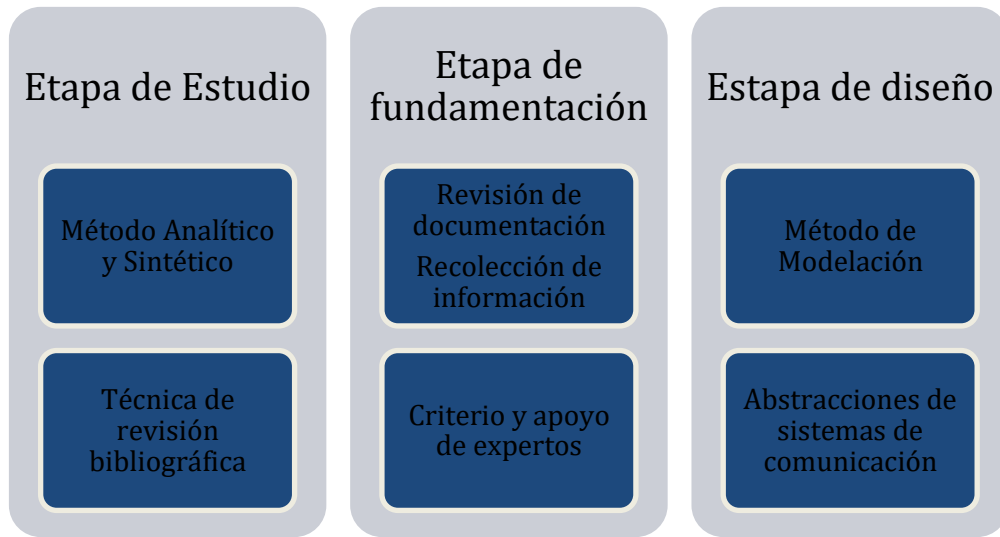 Etapa de Estudio
Método Analítico
y Sintético
Técnica de
revisión
bibliográfica
Etapa de
fundamentación
Revisión de
documentación
Recolección de
información
Criterio y apoyo
de expertos
Estapa de diseño
Método de
Modelación
Abstracciones de
sistemas de
comunicación